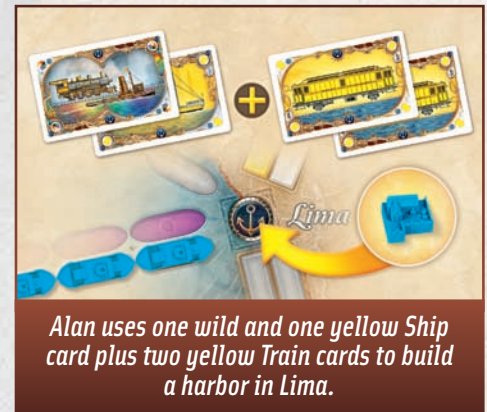 Lima
Alan uses one wild and one yellow Ship
card plus two yellow Train cards to build
a harbor in Lima.